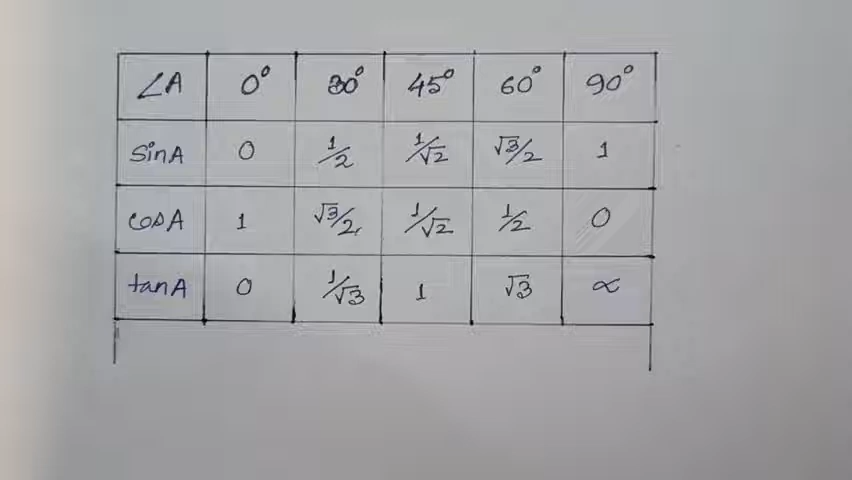 ∠A 0° 30° 45° 60° 90°
sinA 0 1/2 1/√2 √3/2 1
cosA 1 √3/2 1/√2 1/2 0
tanA 0 1/√3 1 √3 ∝